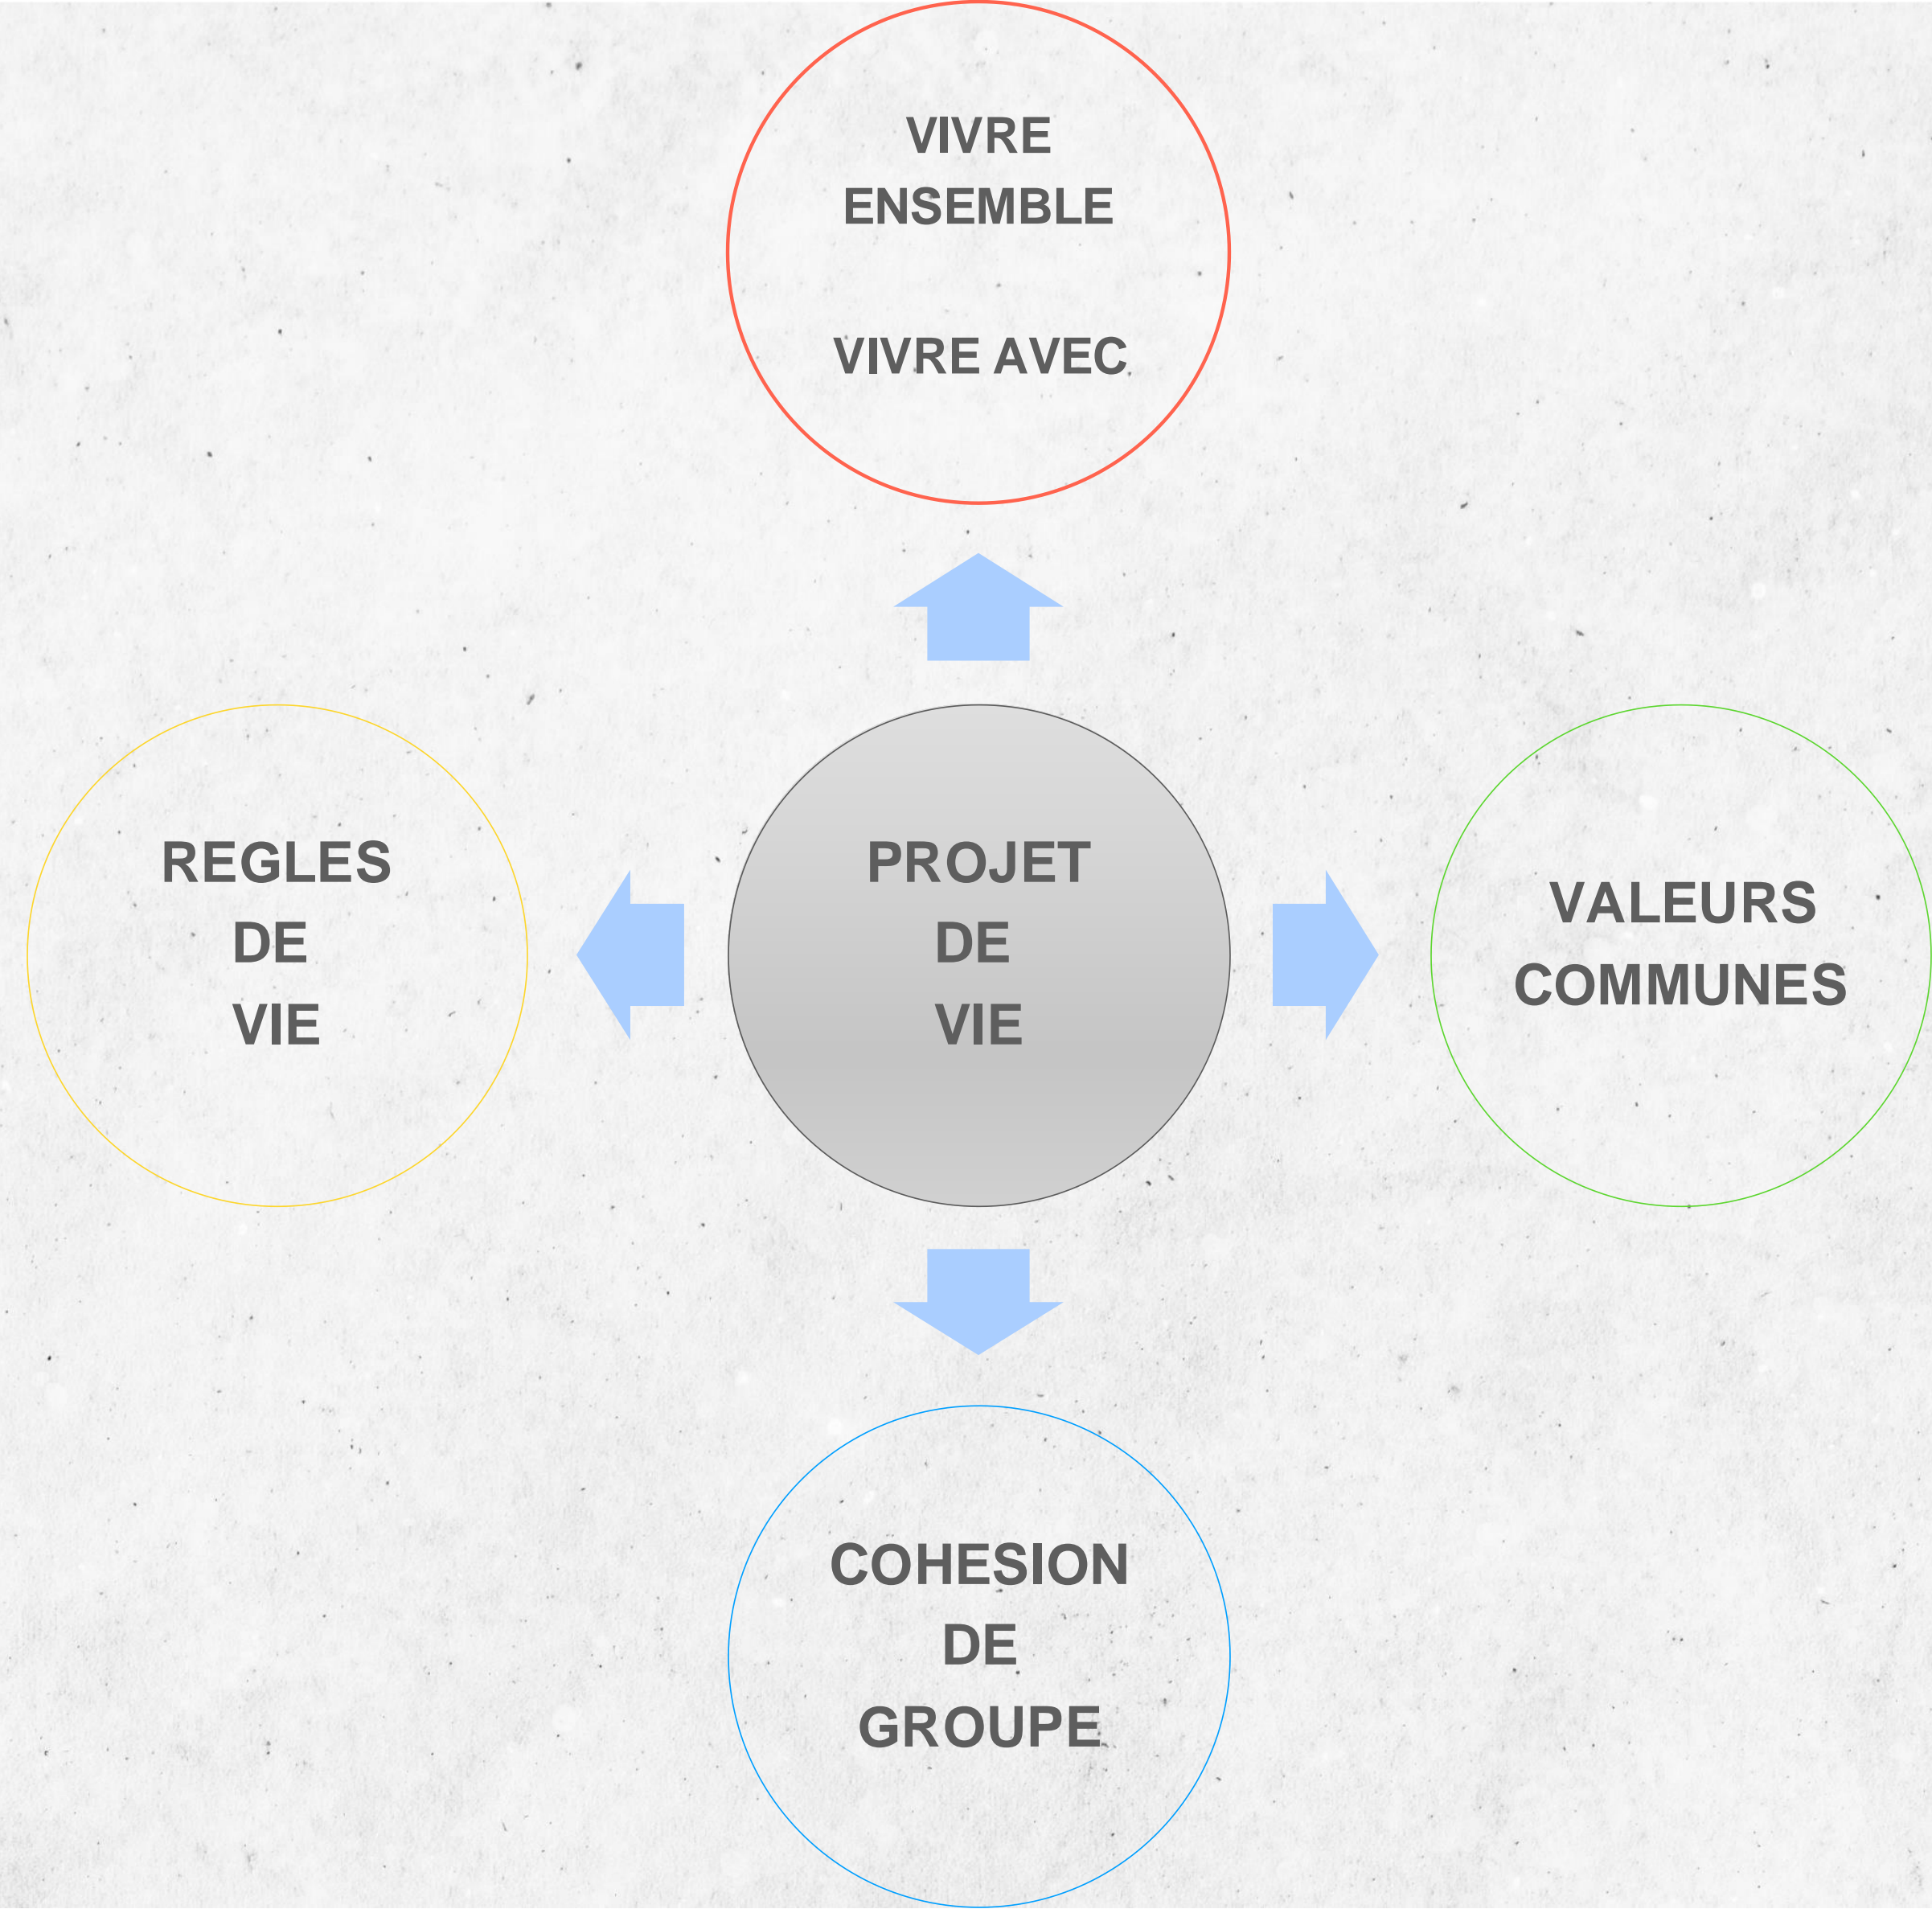 VIVRE
ENSEMBLE
VIVRE AVEC
REGLES
DE
VIE
PROJET
DE
VIE
VALEURS
COMMUNES
COHESION
DE
GROUPE